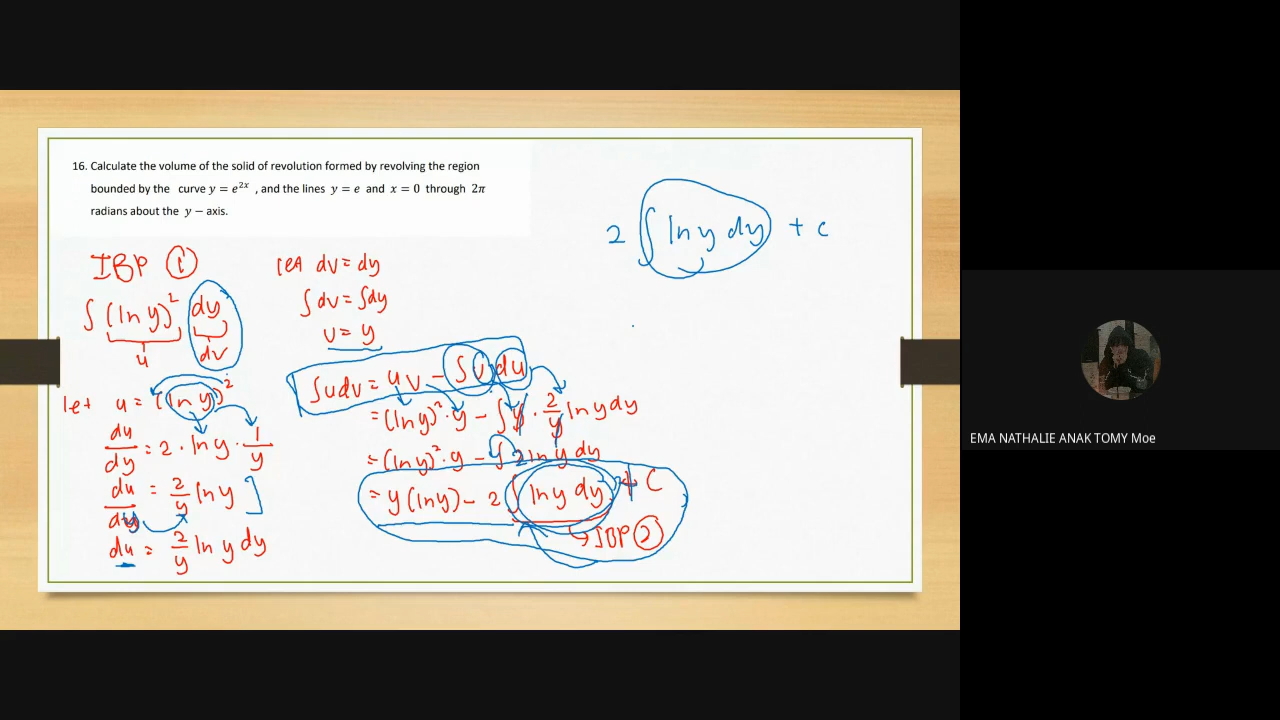 16. Calculate the volume of the solid of revolution formed by revolving the region
bounded by the curve y = e^{2x} , and the lines y = e and x = 0 through 2π
radians about the y − axis.
2 ∫ ln y dy + c
IBP ①
∫ (ln y)² dy
u dv
let u = (ln y)²
du/dy = 2 · ln y · 1/y
du/dy = 2/y ln y
du = 2/y ln y dy
dv = dy
∫ dv = ∫ dy
v = y
∫ u dv = uv − ∫ v du
= (ln y)² · y − ∫ y · 2/y ln y dy
= (ln y)² · y − ∫ 2 ln y dy
= y (ln y) − 2 ∫ ln y dy + C
IBP ②
EMA NATHALIE ANAK TOMY Moe